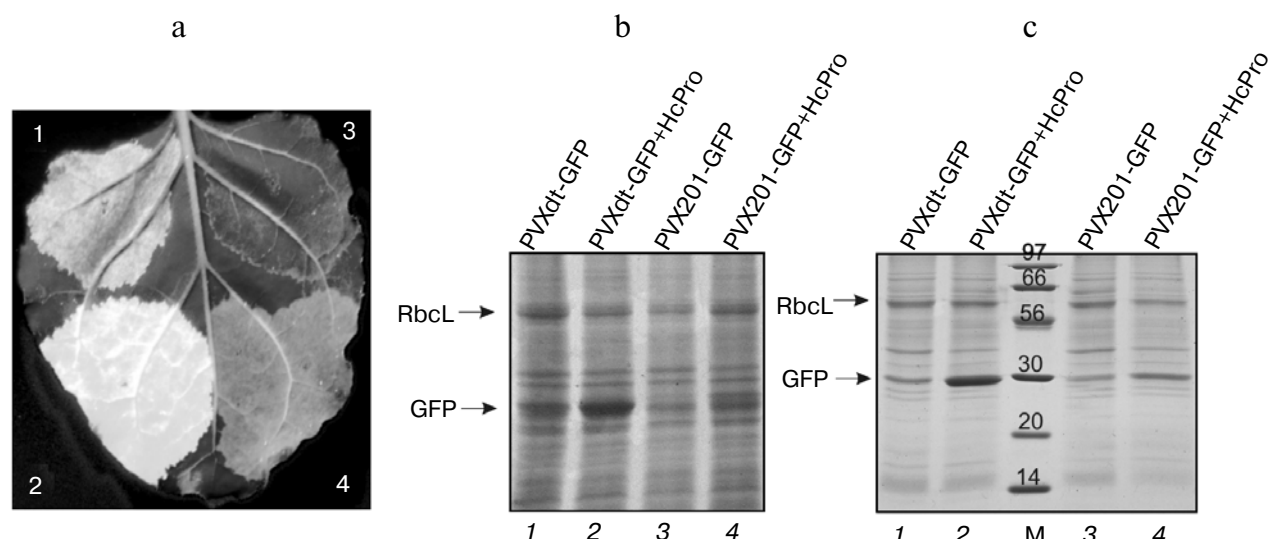 a
b
c
1
3
2
4
PVXdt-GFP
PVXdt-GFP+HcPro
PVX201-GFP
PVX201-GFP+HcPro
RbcL
GFP
1 2 3 4
PVXdt-GFP
PVXdt-GFP+HcPro
PVX201-GFP
PVX201-GFP+HcPro
RbcL
GFP
97
66
56
30
20
14
1 2 M 3 4